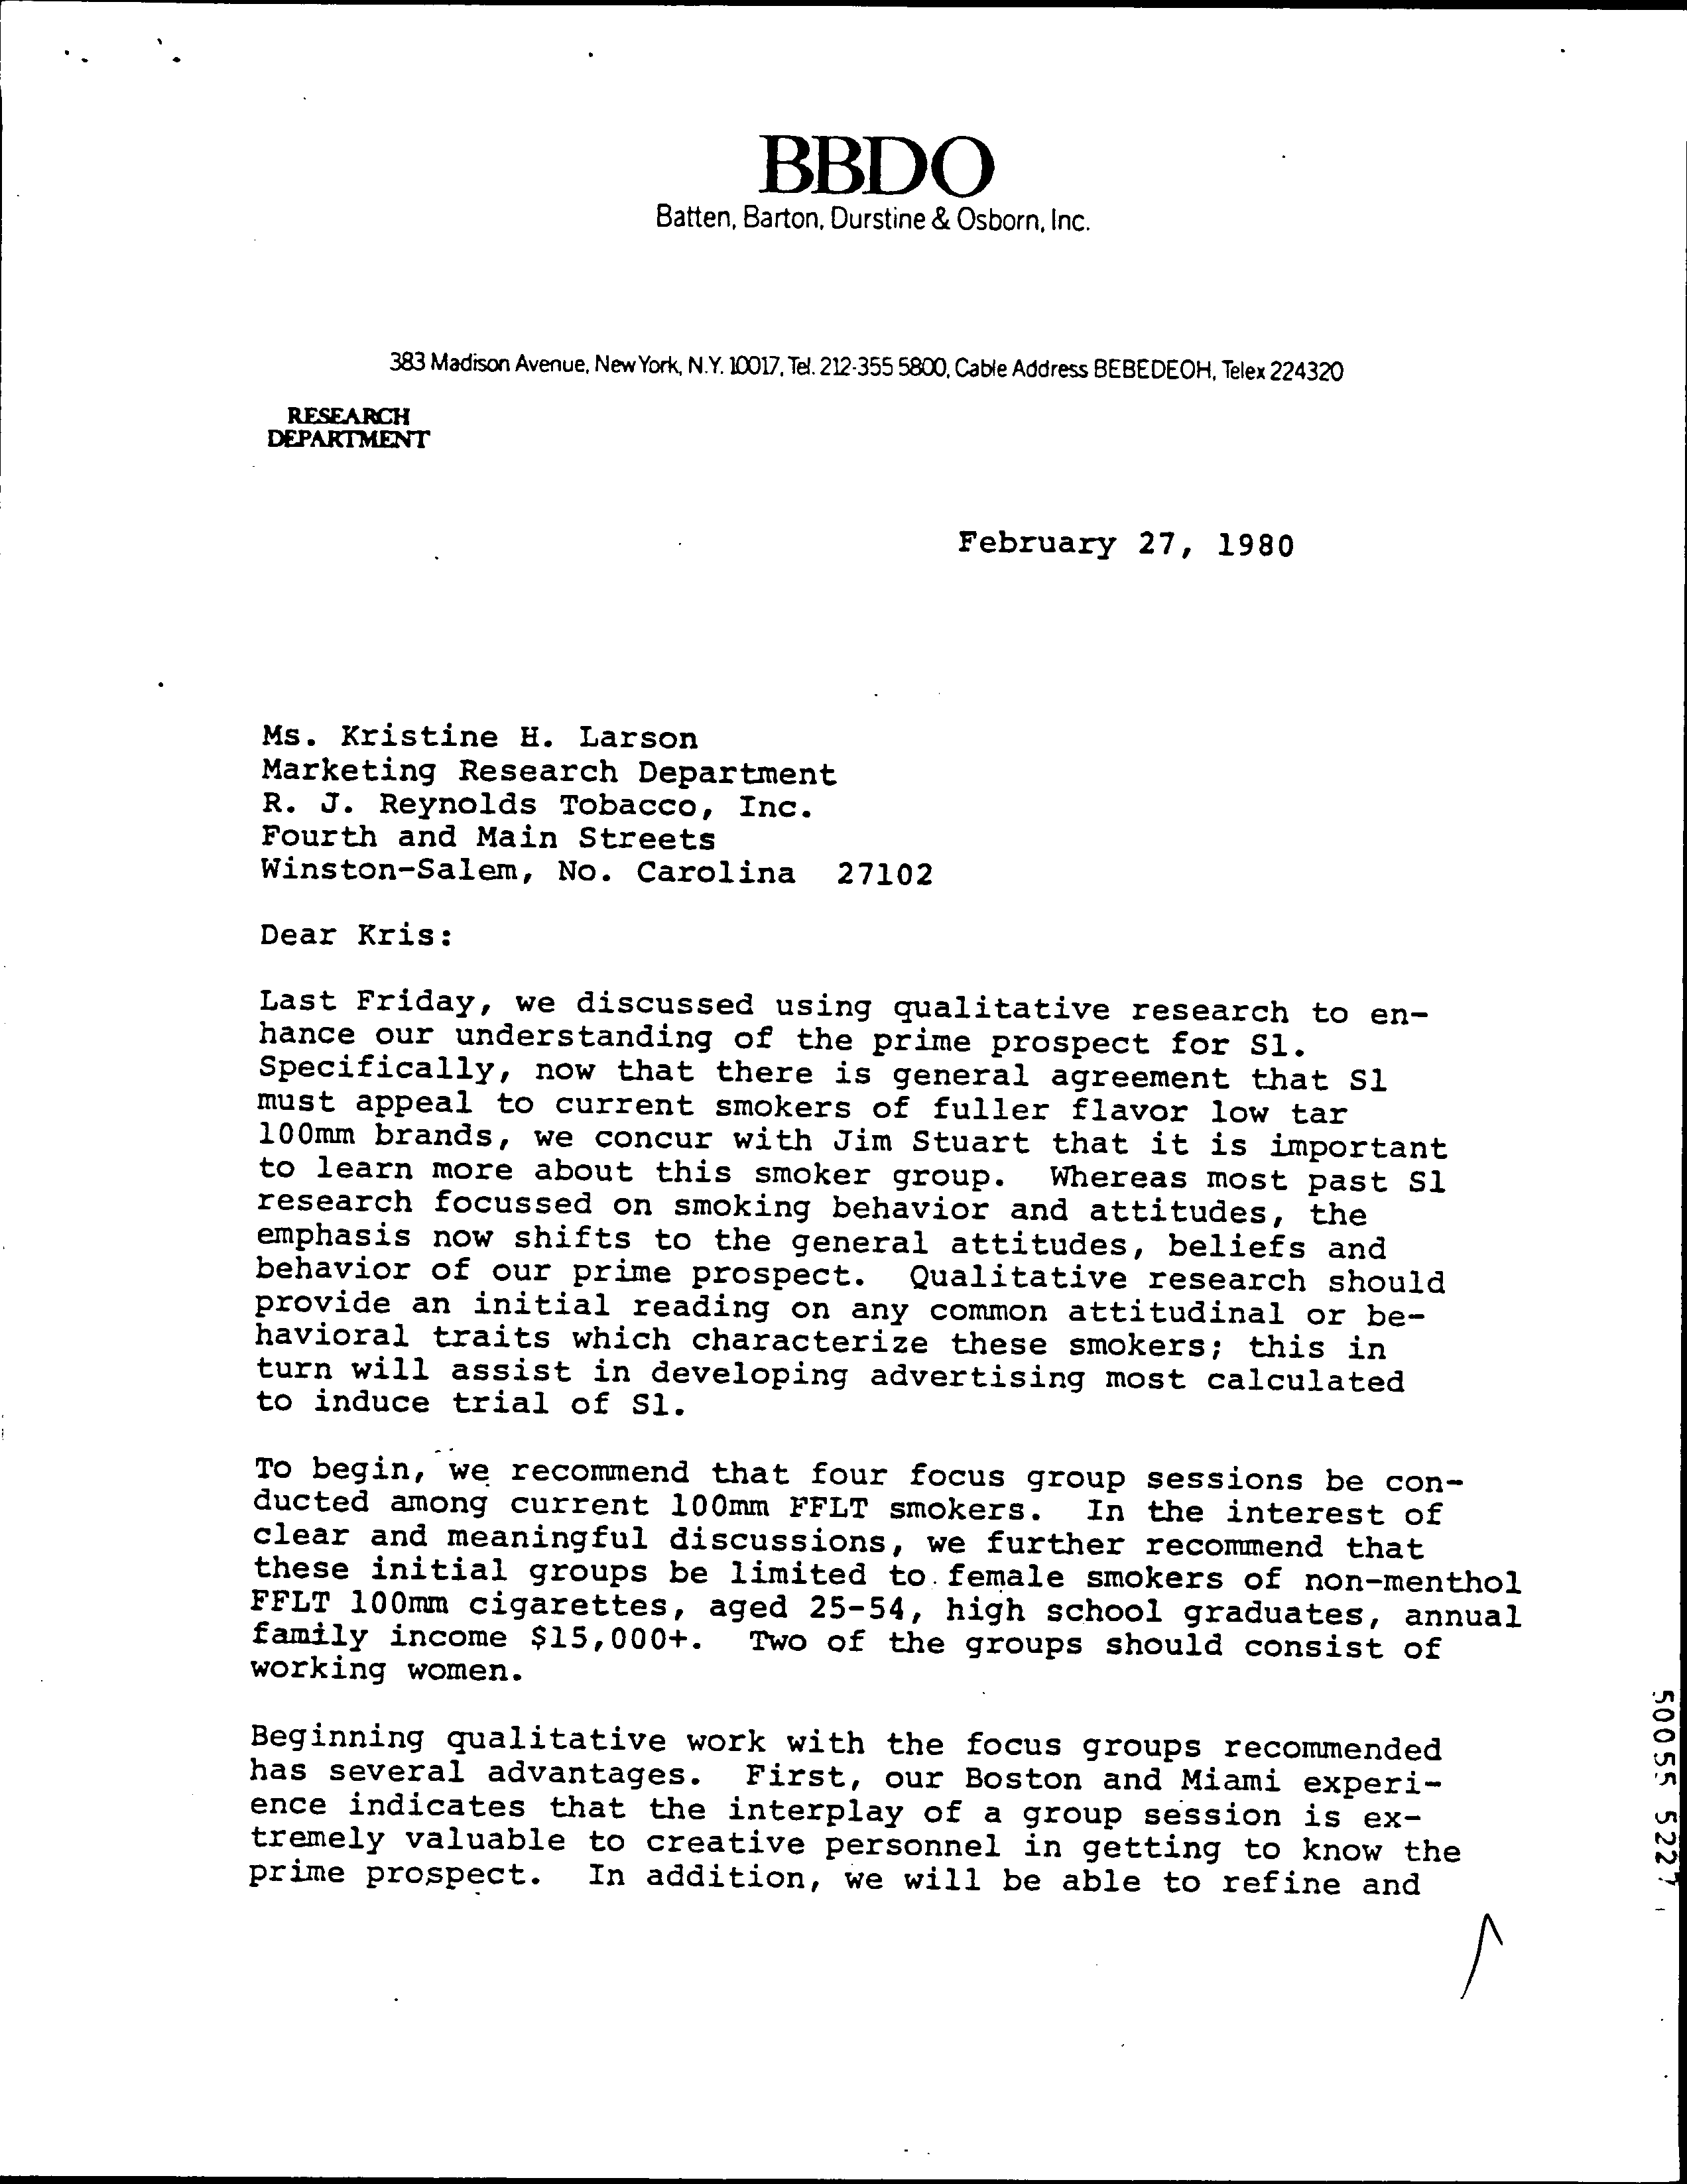 BBDO
Batten, Barton, Durstine & Osborn, Inc.
383 Madison Avenue, New York, N.Y. 10017, Tel. 212-355 5800, Cable Address BEBEDEOH, Telex 224320
RESEARCH
DEPARTMENT
February 27, 1980
Ms. Kristine H. Larson
Marketing Research Department
R. J. Reynolds Tobacco, Inc.
Fourth and Main Streets
Winston-Salem, No. Carolina 27102
Dear Kris:
Last Friday, we discussed using qualitative research to en-
hance our understanding of the prime prospect for S1.
Specifically, now that there is general agreement that S1
must appeal to current smokers of fuller flavor low tar
100mm brands, we concur with Jim Stuart that it is important
to learn more about this smoker group. Whereas most past S1
research focussed on smoking behavior and attitudes, the
emphasis now shifts to the general attitudes, beliefs and
behavior of our prime prospect. Qualitative research should
provide an initial reading on any common attitudinal or be-
havioral traits which characterize these smokers; this in
turn will assist in developing advertising most calculated
to induce trial of S1.
To begin, we recommend that four focus group sessions be con-
ducted among current 100mm FFLT smokers. In the interest of
clear and meaningful discussions, we further recommend that
these initial groups be limited to female smokers of non-menthol
FFLT 100mm cigarettes, aged 25-54, high school graduates, annual
family income $15,000+. Two of the groups should consist of
working women.
Beginning qualitative work with the focus groups recommended
has several advantages. First, our Boston and Miami experi-
ence indicates that the interplay of a group session is ex-
tremely valuable to creative personnel in getting to know the
prime prospect. In addition, we will be able to refine and
50055 5227